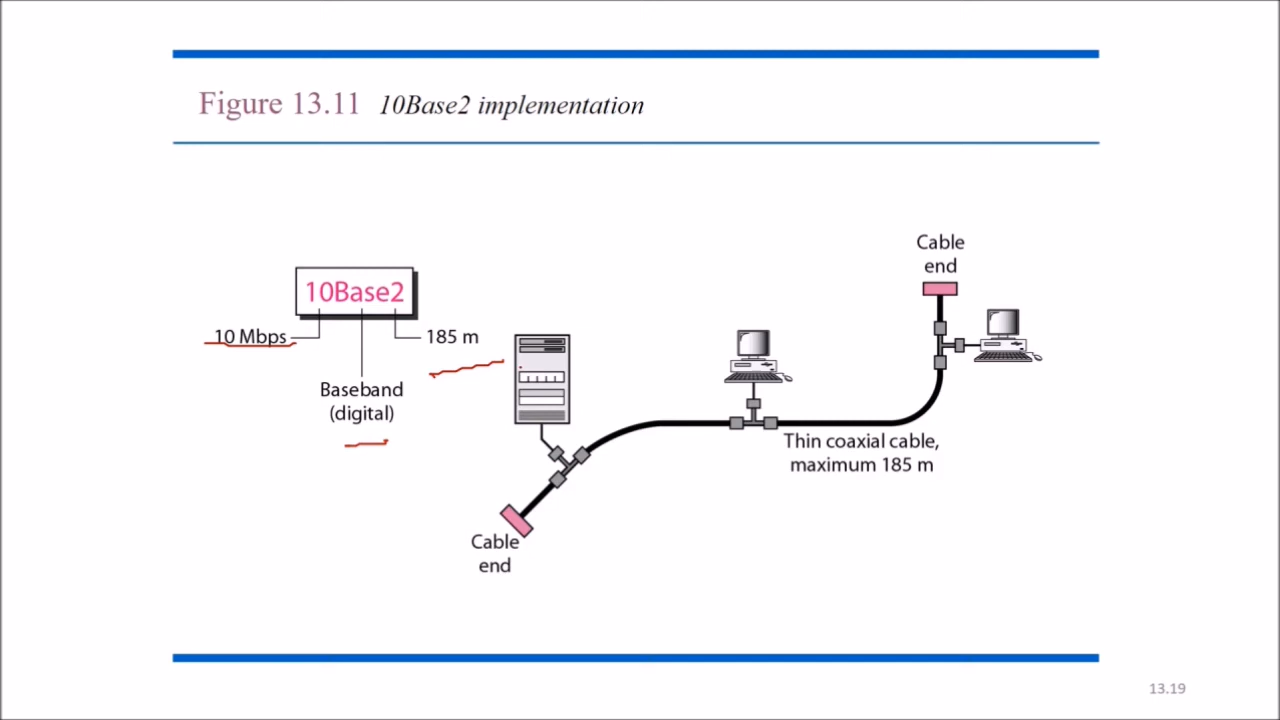 Figure 13.11 10Base2 implementation
10Base2
10 Mbps
185 m
Baseband
(digital)
Cable
end
Thin coaxial cable,
maximum 185 m
Cable
end
13.19